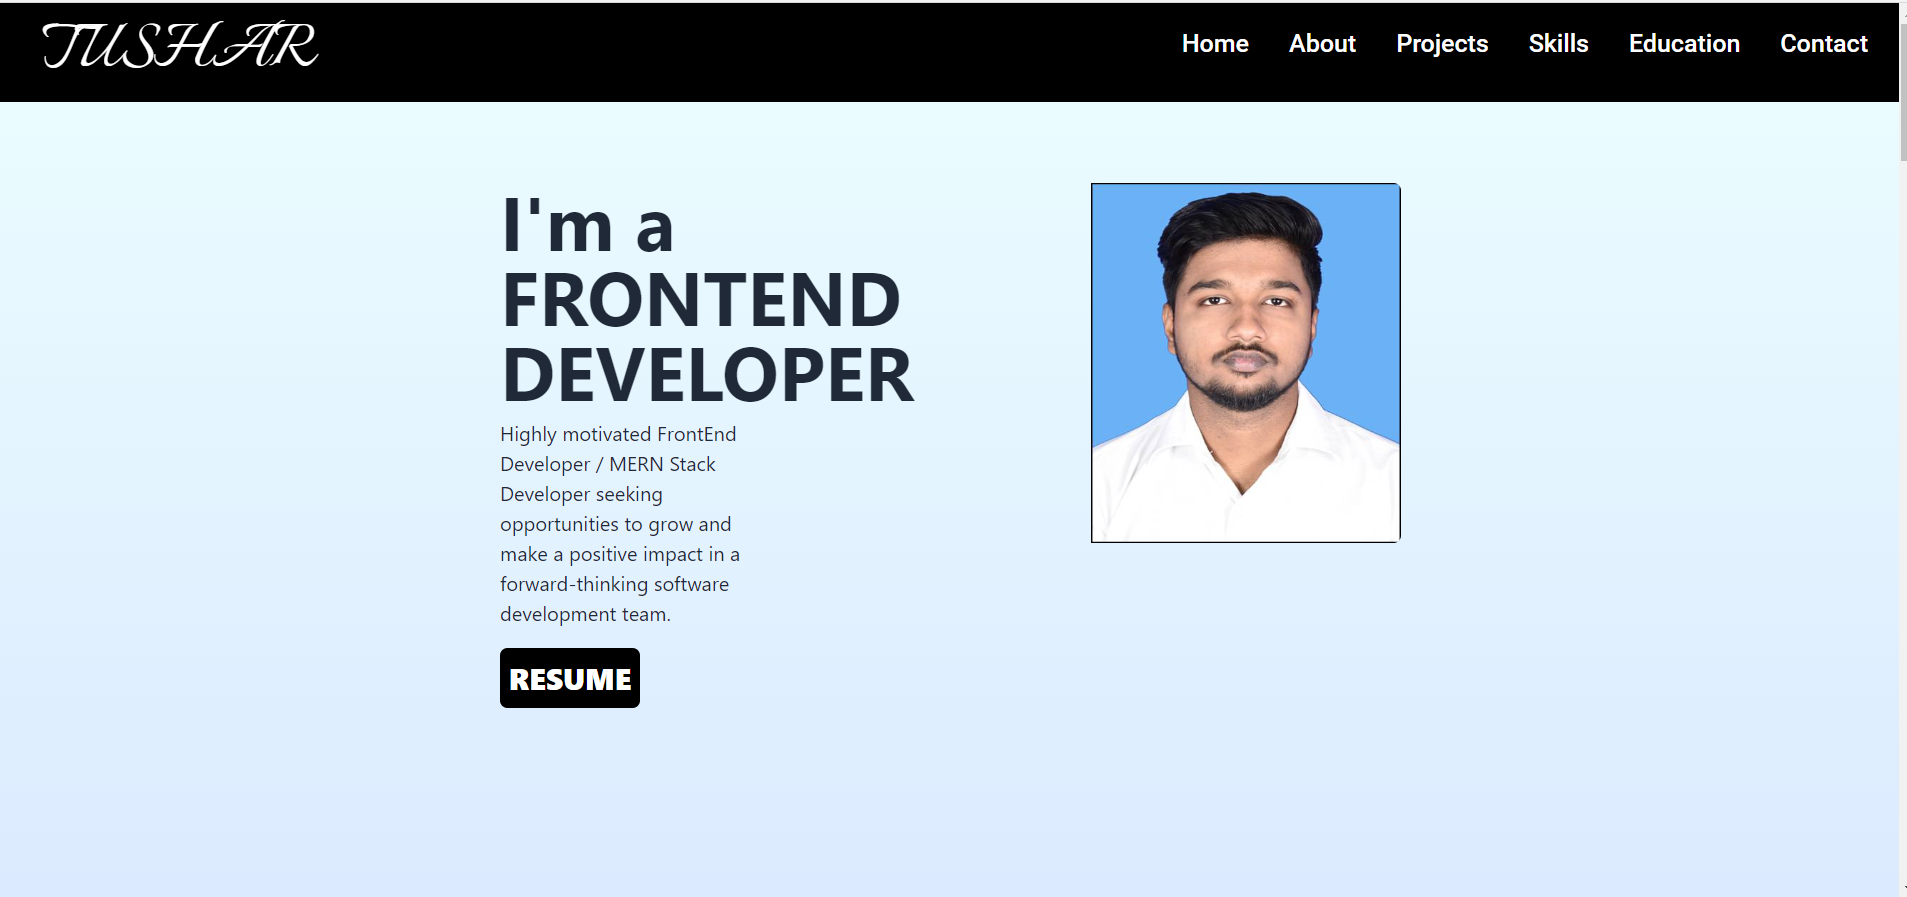 TUSHAR
Home About Projects Skills Education Contact
I'm a
FRONTEND
DEVELOPER
Highly motivated FrontEnd
Developer / MERN Stack
Developer seeking
opportunities to grow and
make a positive impact in a
forward-thinking software
development team.
RESUME